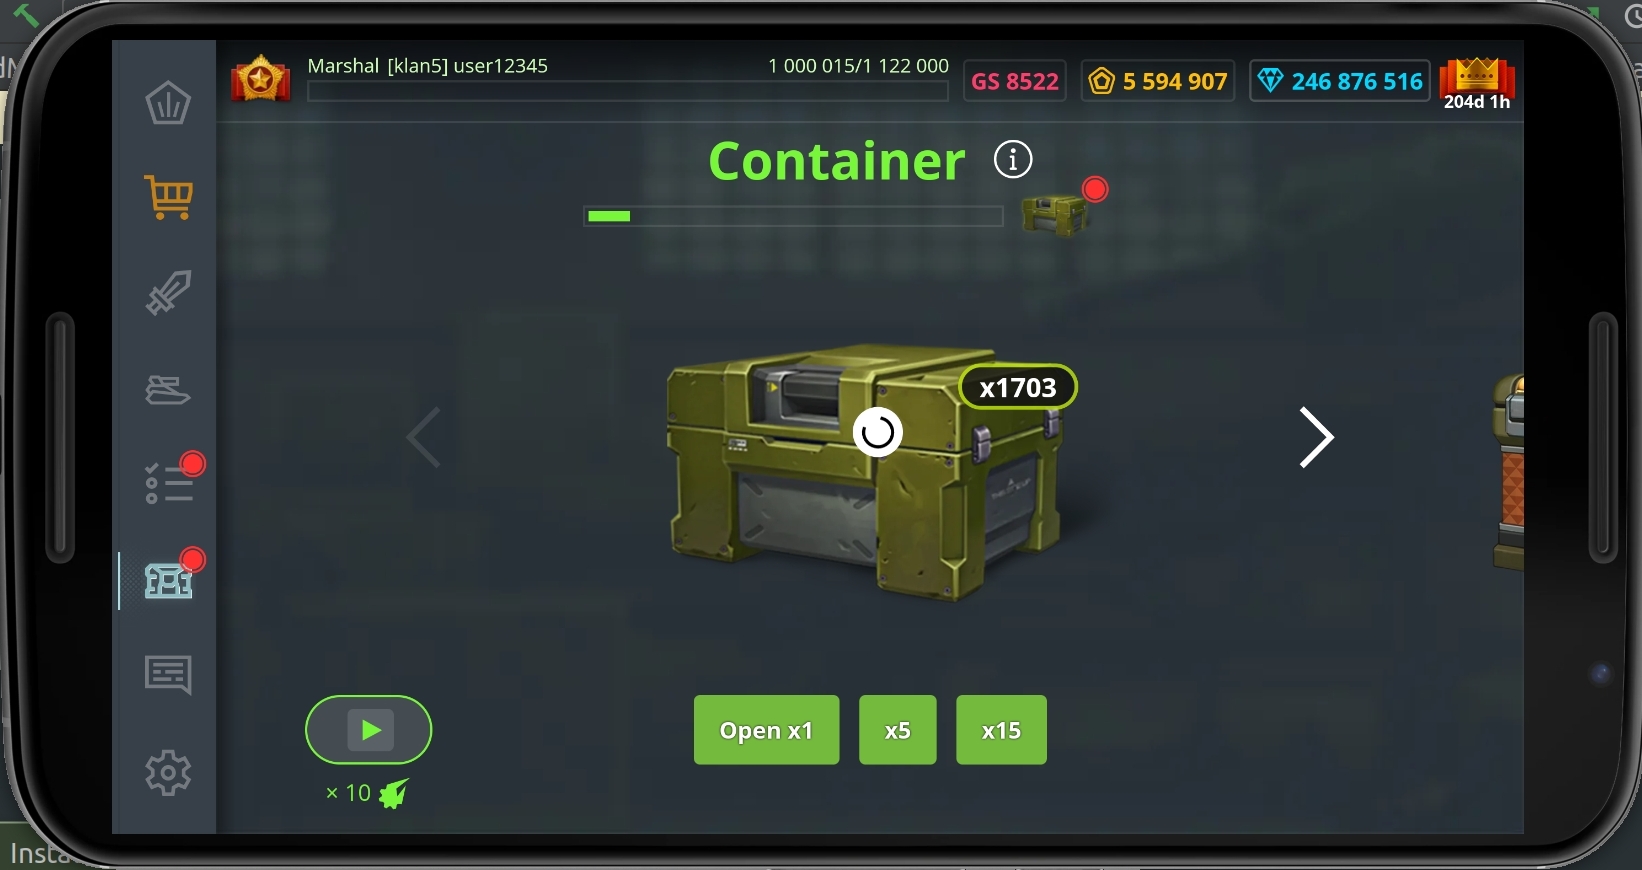 Marshal [klan5] user12345
1 000 015/1 122 000
GS 8522
5 594 907
246 876 516
204d 1h
Container
x1703
Open x1
x5
x15
× 10